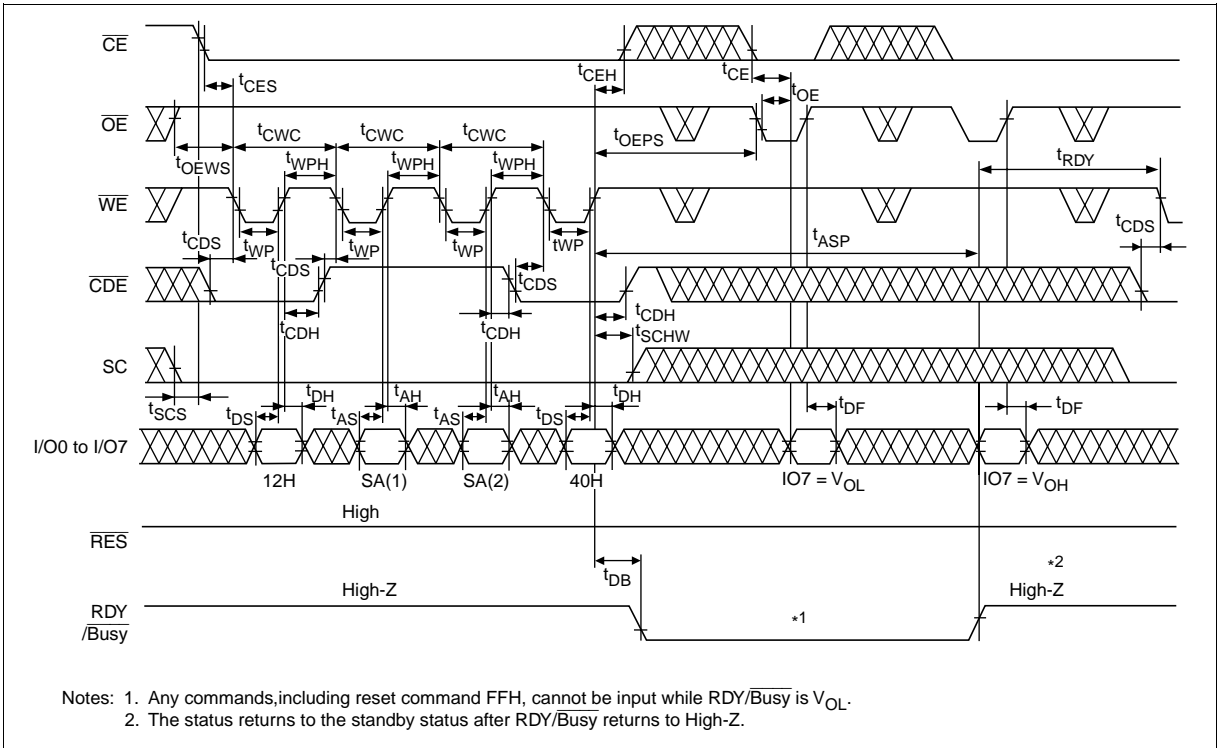 CE
tCES
tCEH
tCE
tOE
OE
tOEWS
tCWC
tCWC
tCWC
tOEPS
tWPH
tWPH
tWPH
tRDY
WE
tCDS
tWP
tWP
tWP
tWP
tASP
tCDS
tCDS
tCDS
CDE
tCDH
tCDH
tCDH
tSCHW
SC
tSCS
tDS
tDH
tAS
tAH
tAS
tAH
tDS
tDH
tDF
tDF
I/O0 to I/O7
12H
SA(1)
SA(2)
40H
IO7 = VOL
IO7 = VOH
High
RES
tDB
*2
High-Z
High-Z
RDY
/Busy
*1
Notes: 1. Any commands,including reset command FFH, cannot be input while RDY/Busy is VOL.
2. The status returns to the standby status after RDY/Busy returns to High-Z.